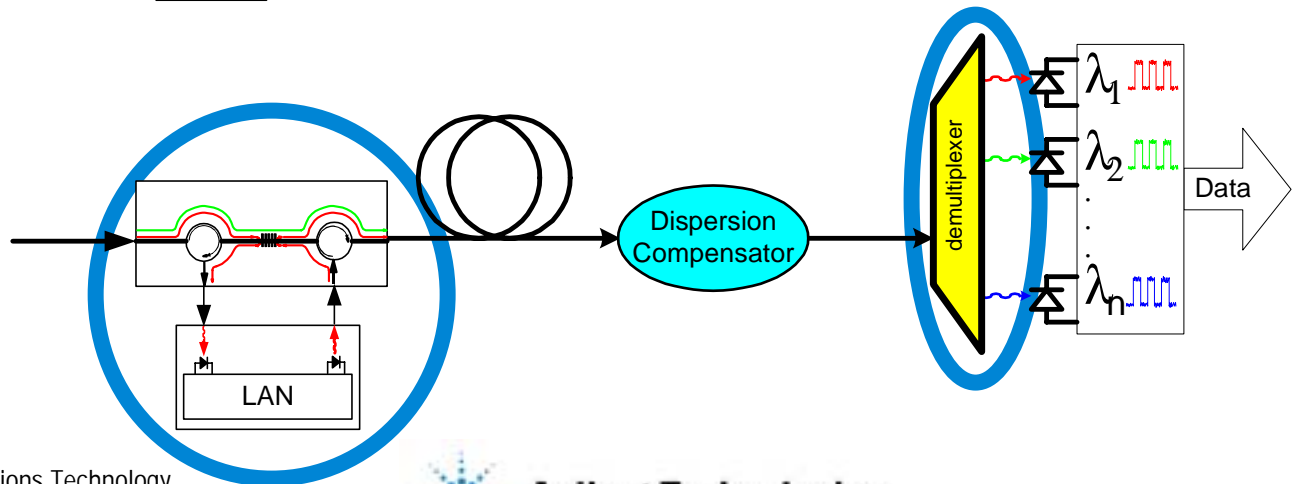 λ1
λ2
.
.
.
λn
demultiplexer
Data
Dispersion
Compensator
LAN
ions Technology